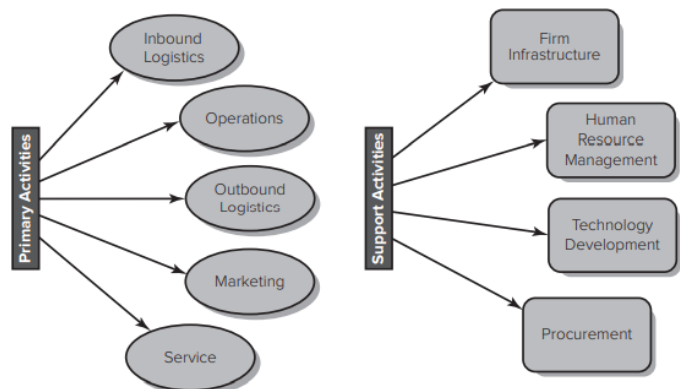 Primary Activities
Inbound
Logistics
Operations
Outbound
Logistics
Marketing
Service
Support Activities
Firm
Infrastructure
Human
Resource
Management
Technology
Development
Procurement